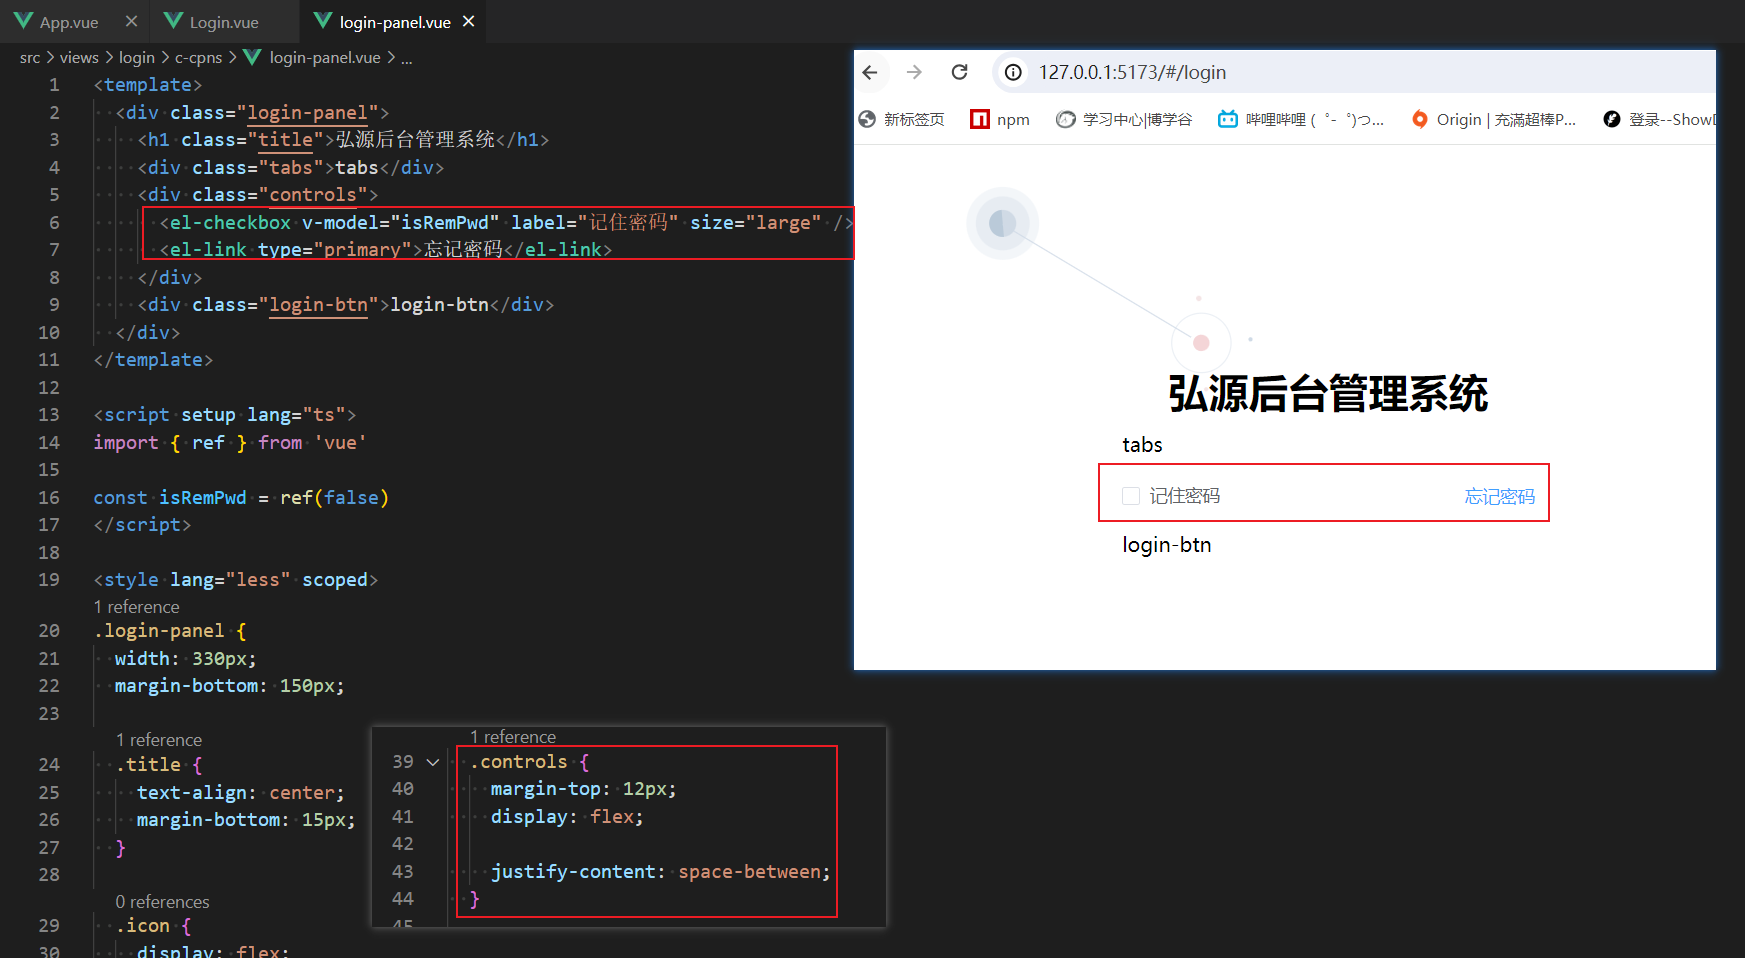 App.vue
Login.vue
login-panel.vue
src > views > login > c-cpns > login-panel.vue > ...
1 <template>
2 <div class="login-panel">
3 <h1 class="title">弘源后台管理系统</h1>
4 <div class="tabs">tabs</div>
5 <div class="controls">
6 <el-checkbox v-model="isRemPwd" label="记住密码" size="large" />
7 <el-link type="primary">忘记密码</el-link>
8 </div>
9 <div class="login-btn">login-btn</div>
10 </div>
11 </template>
12
13 <script setup lang="ts">
14 import { ref } from 'vue'
15
16 const isRemPwd = ref(false)
17 </script>
18
19 <style lang="less" scoped>
1 reference
20 .login-panel {
21 width: 330px;
22 margin-bottom: 150px;
23
1 reference
24 .title {
25 text-align: center;
26 margin-bottom: 15px;
27 }
28
0 references
29 .icon {
30 display: flex;
1 reference
39 .controls {
40 margin-top: 12px;
41 display: flex;
42
43 justify-content: space-between;
44 }
45
127.0.0.1:5173/#/login
新标签页
npm
学习中心|博学谷
哔哩哔哩 (゜-゜)つ...
Origin | 充满超棒P...
登录--ShowD
弘源后台管理系统
tabs
记住密码
忘记密码
login-btn